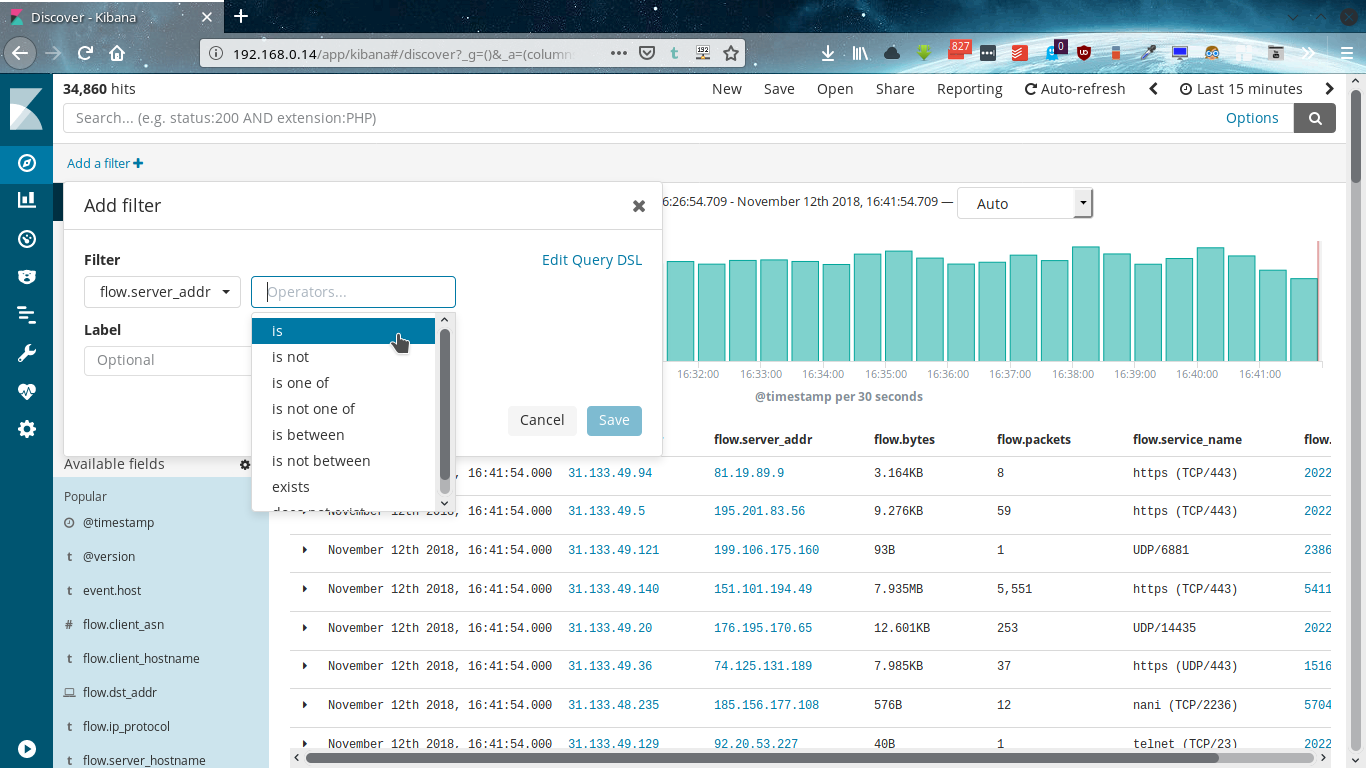 Discover - Kibana
192.168.0.14/app/kibana#/discover?_g=()&_a=(column
827
0
34,860 hits
New Save Open Share Reporting Auto-refresh Last 15 minutes
Search... (e.g. status:200 AND extension:PHP)
Options
Add a filter
Add filter
6:26:54.709 - November 12th 2018, 16:41:54.709 —
Auto
Filter
Edit Query DSL
flow.server_addr
Operators...
Label
Optional
is
is not
is one of
is not one of
is between
is not between
exists
Cancel
Save
16:32:00 16:33:00 16:34:00 16:35:00 16:36:00 16:37:00 16:38:00 16:39:00 16:40:00 16:41:00
@timestamp per 30 seconds
Available fields
Popular
@timestamp
t @version
t event.host
# flow.client_asn
t flow.client_hostname
flow.dst_addr
t flow.ip_protocol
t flow.server_hostname
flow.server_addr flow.bytes flow.packets flow.service_name flow.
November 12th 2018, 16:41:54.000 31.133.49.94 81.19.89.9 3.164KB 8 https (TCP/443) 2022
November 12th 2018, 16:41:54.000 31.133.49.5 195.201.83.56 9.276KB 59 https (TCP/443) 2022
November 12th 2018, 16:41:54.000 31.133.49.121 199.106.175.160 93B 1 UDP/6881 2386
November 12th 2018, 16:41:54.000 31.133.49.140 151.101.194.49 7.935MB 5,551 https (TCP/443) 5411
November 12th 2018, 16:41:54.000 31.133.49.20 176.195.170.65 12.601KB 253 UDP/14435 2022
November 12th 2018, 16:41:54.000 31.133.49.36 74.125.131.189 7.985KB 37 https (UDP/443) 1516
November 12th 2018, 16:41:54.000 31.133.48.235 185.156.177.108 576B 12 nani (TCP/2236) 5704
November 12th 2018, 16:41:54.000 31.133.49.129 92.20.53.227 40B 1 telnet (TCP/23) 2022